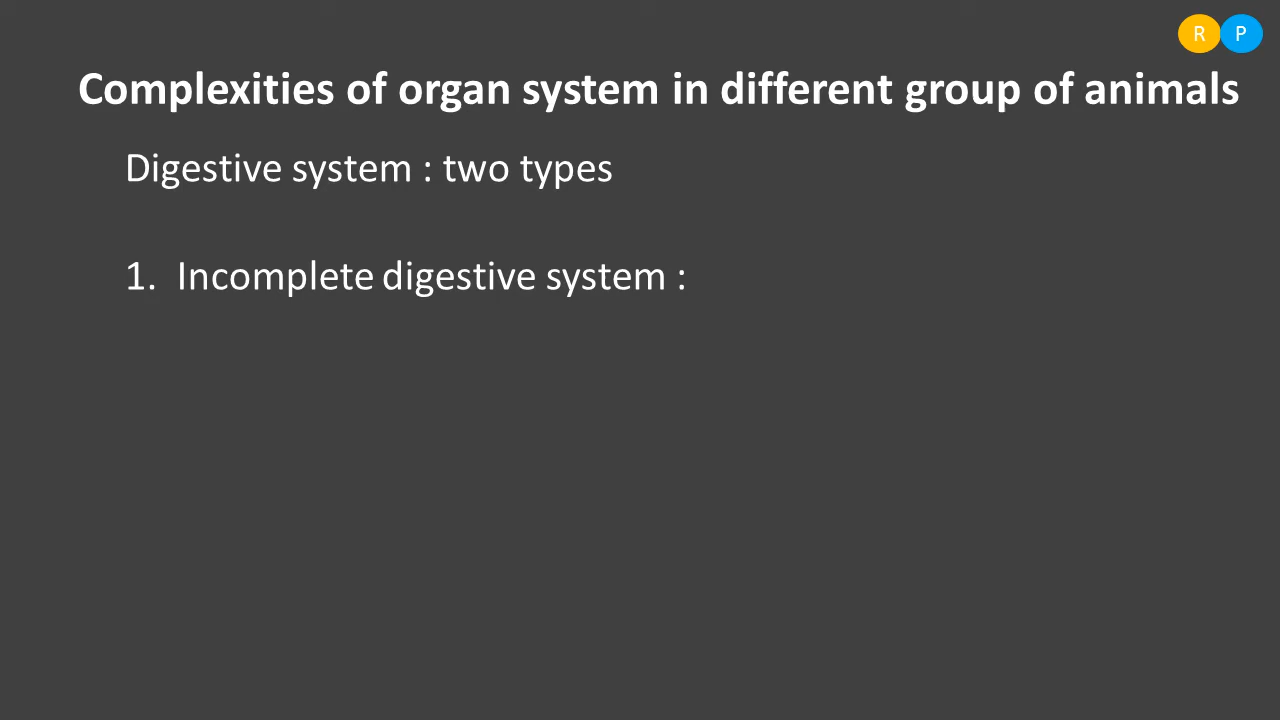 R P
Complexities of organ system in different group of animals
Digestive system : two types
1. Incomplete digestive system :